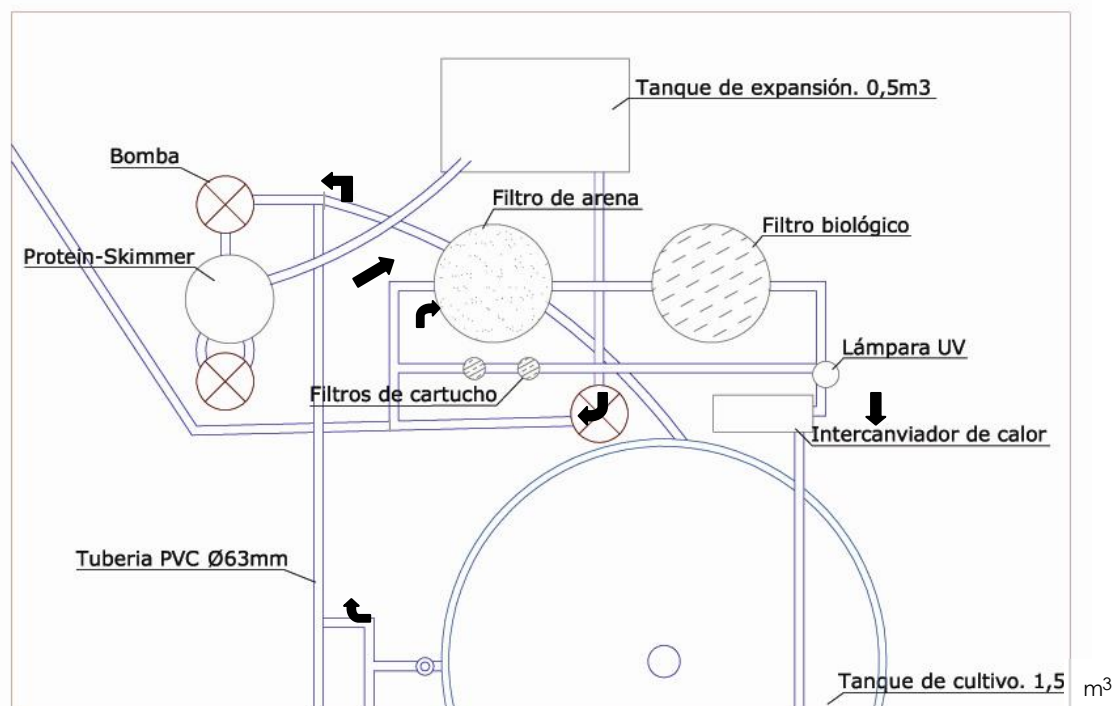 Tanque de expansión. 0,5m3
Bomba
Filtro de arena
Filtro biológico
Protein-Skimmer
Lámpara UV
Filtros de cartucho
Intercanviador de calor
Tuberia PVC Ø63mm
Tanque de cultivo. 1,5 m³